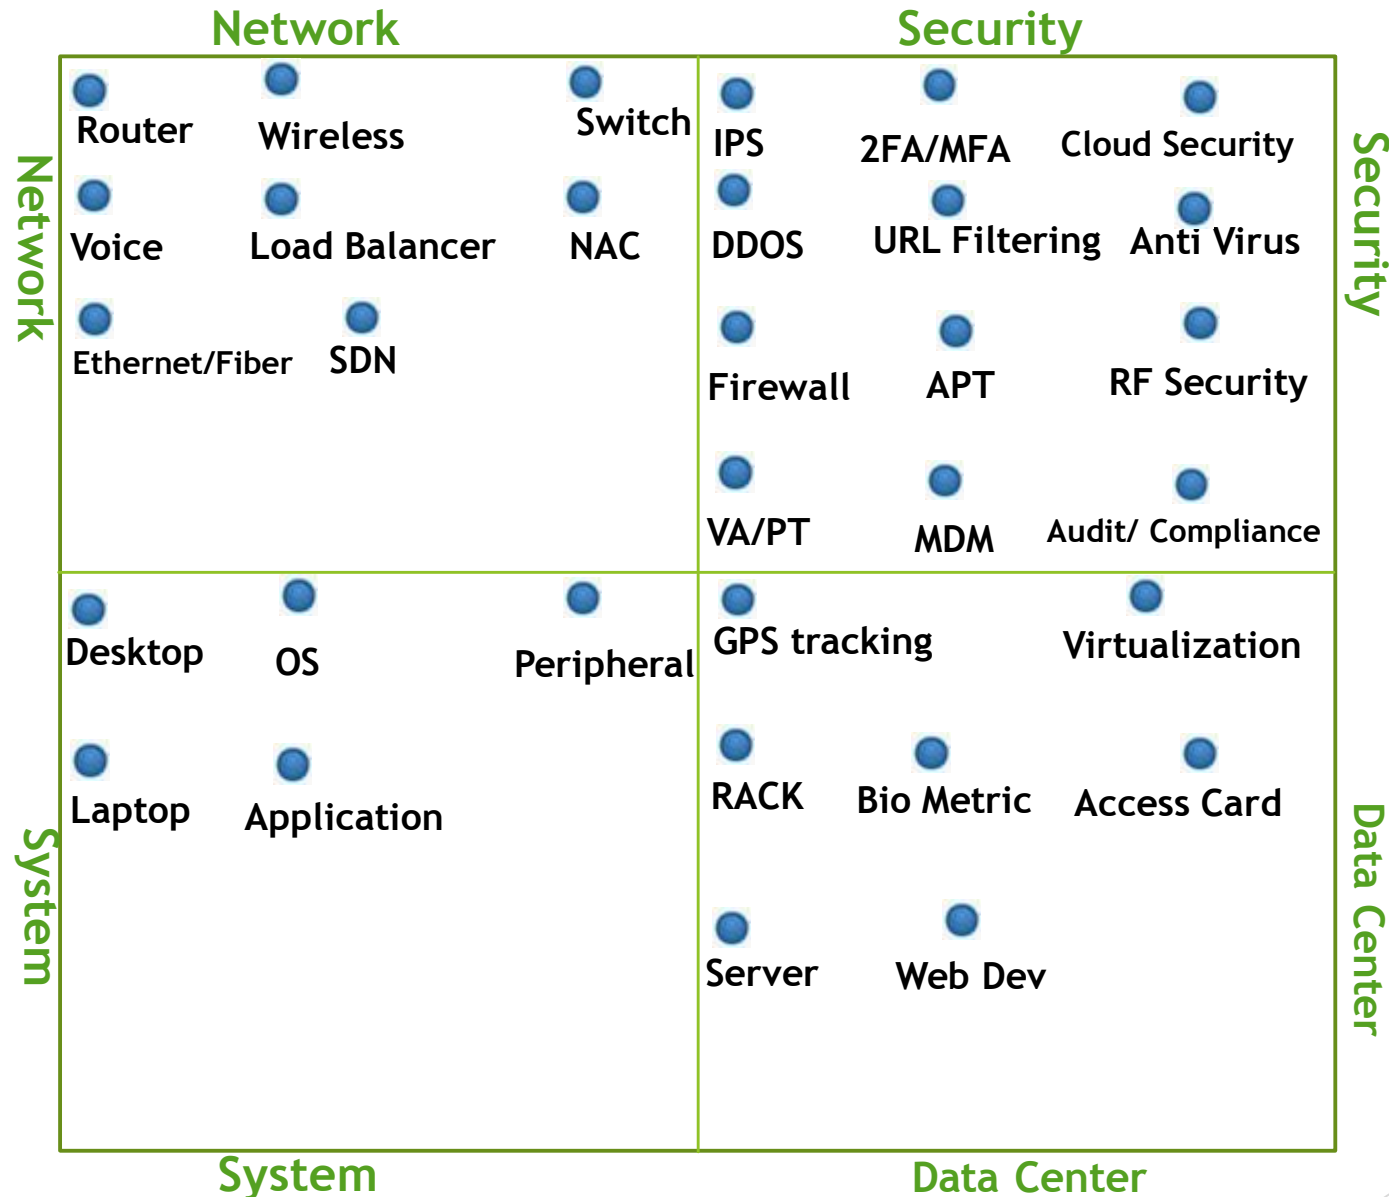 Network
Security
Router
Wireless
Switch
IPS
2FA/MFA
Cloud Security
Network
Security
Voice
Load Balancer
NAC
DDOS
URL Filtering
Anti Virus
Ethernet/Fiber
SDN
Firewall
APT
RF Security
VA/PT
MDM
Audit/ Compliance
Desktop
OS
Peripheral
GPS tracking
Virtualization
Laptop
Application
RACK
Bio Metric
Access Card
System
Data Center
Server
Web Dev
System
Data Center